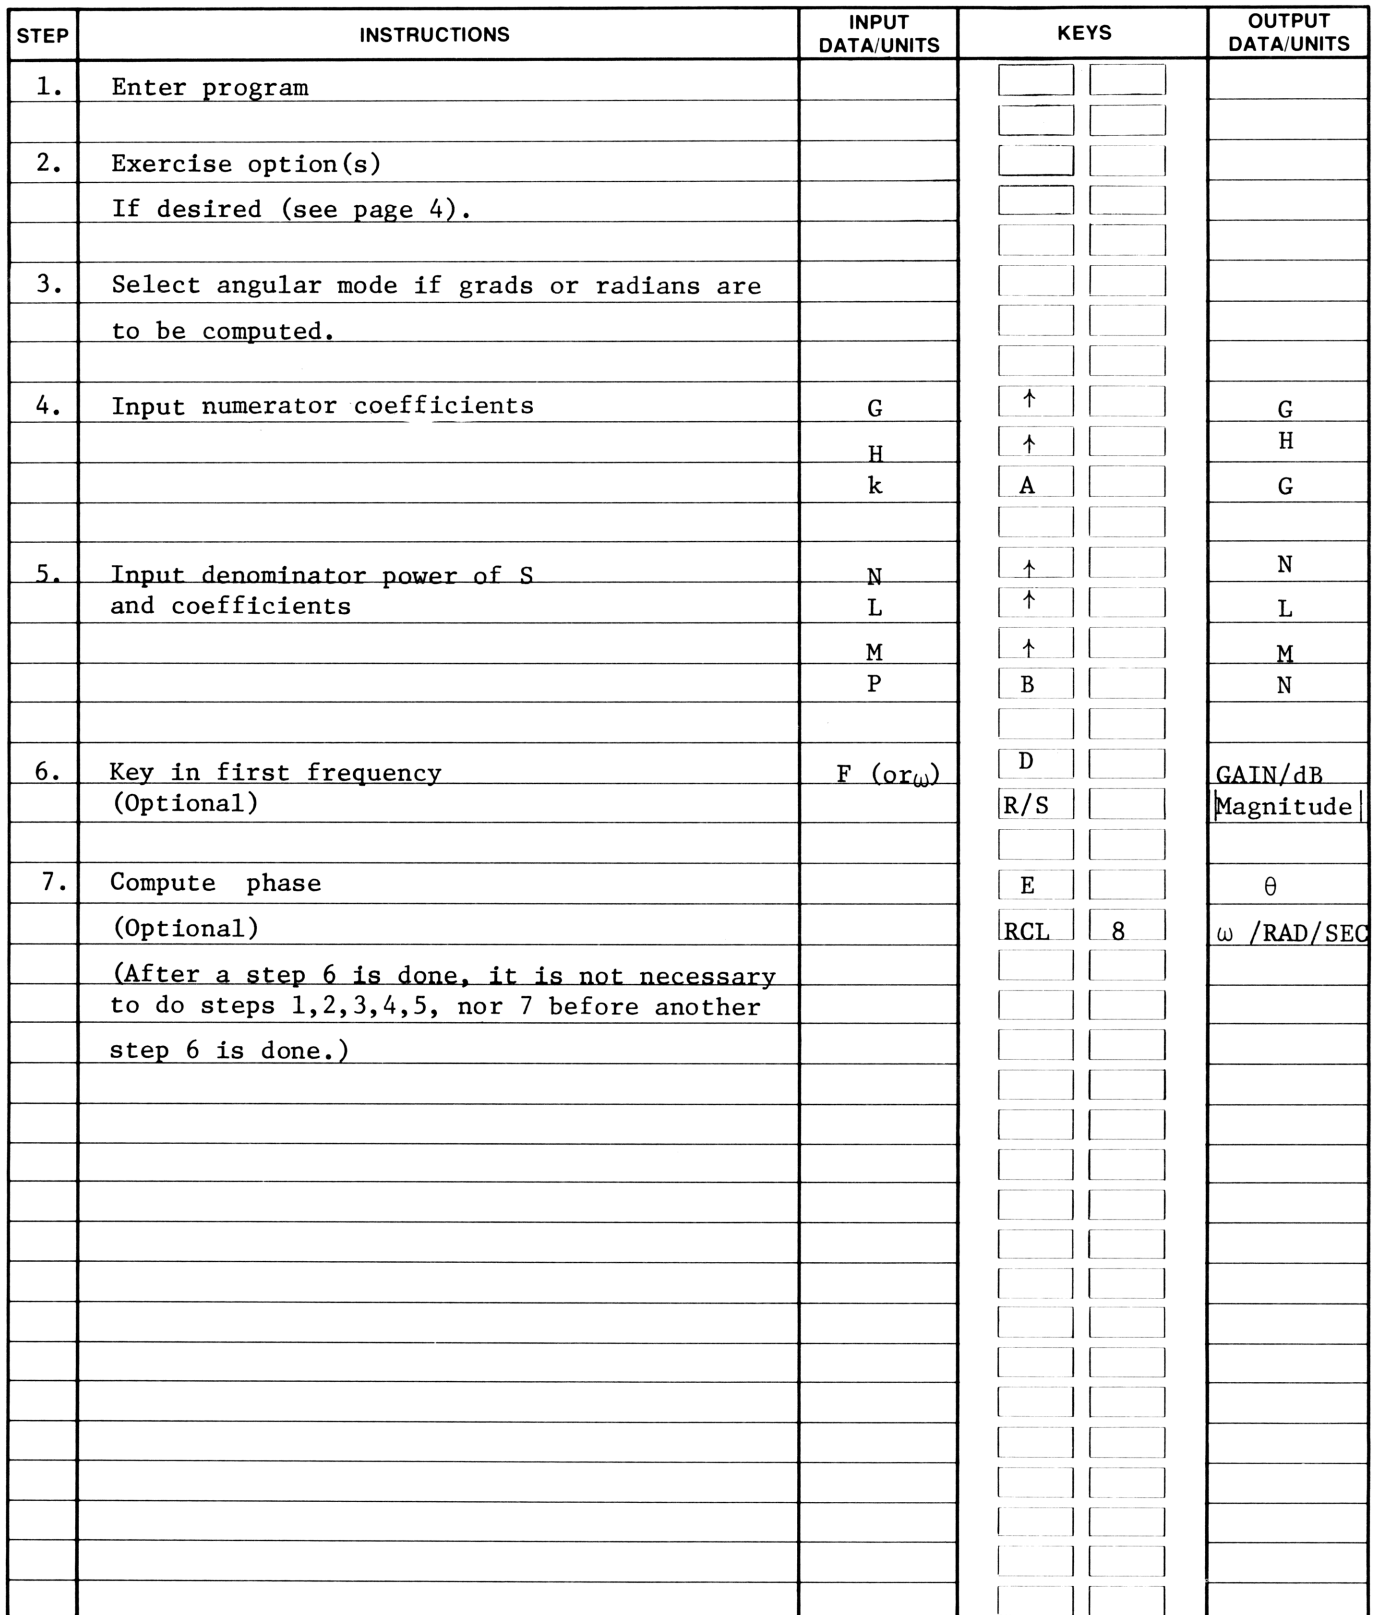 STEP INSTRUCTIONS INPUT DATA/UNITS KEYS OUTPUT DATA/UNITS
1. Enter program
2. Exercise option(s)
If desired (see page 4).
3. Select angular mode if grads or radians are
to be computed.
4. Input numerator coefficients G ↑ G
H ↑ H
k A G
5. Input denominator power of S N ↑ N
and coefficients L ↑ L
M ↑ M
P B N
6. Key in first frequency F (orω) D GAIN/dB
(Optional) R/S |Magnitude|
7. Compute phase E θ
(Optional) RCL 8 ω /RAD/SEC
(After a step 6 is done, it is not necessary
to do steps 1,2,3,4,5, nor 7 before another
step 6 is done.)